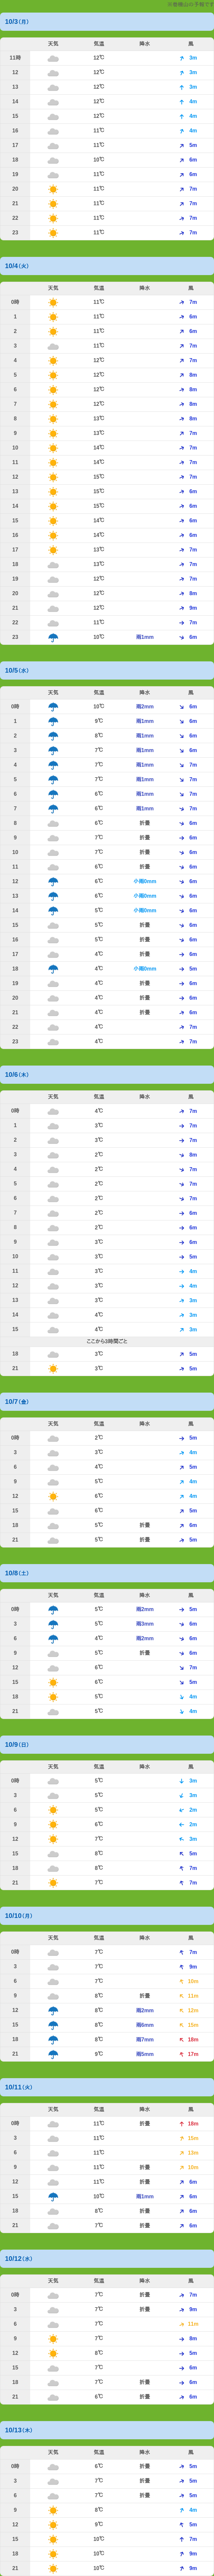 ※岩櫃山の予報です
10/3(月)
天気 気温 降水 風
11時 12℃ 3m
12 12℃ 3m
13 12℃ 3m
14 12℃ 4m
15 12℃ 4m
16 11℃ 4m
17 11℃ 5m
18 10℃ 6m
19 11℃ 6m
20 11℃ 7m
21 11℃ 7m
22 11℃ 7m
23 11℃ 7m
10/4(火)
天気 気温 降水 風
0時 11℃ 7m
1 11℃ 6m
2 11℃ 6m
3 11℃ 7m
4 12℃ 7m
5 12℃ 8m
6 12℃ 8m
7 12℃ 8m
8 13℃ 8m
9 13℃ 7m
10 14℃ 7m
11 14℃ 7m
12 15℃ 7m
13 15℃ 6m
14 15℃ 6m
15 14℃ 6m
16 14℃ 6m
17 13℃ 7m
18 13℃ 7m
19 12℃ 7m
20 12℃ 8m
21 12℃ 9m
22 11℃ 7m
23 10℃ 雨1mm 6m
10/5(水)
天気 気温 降水 風
0時 10℃ 雨2mm 6m
1 9℃ 雨1mm 6m
2 8℃ 雨1mm 6m
3 7℃ 雨1mm 6m
4 7℃ 雨1mm 7m
5 7℃ 雨1mm 7m
6 6℃ 雨1mm 7m
7 6℃ 雨1mm 7m
8 6℃ 折畳 6m
9 7℃ 折畳 6m
10 7℃ 折畳 6m
11 6℃ 折畳 6m
12 6℃ 小雨0mm 6m
13 6℃ 小雨0mm 6m
14 5℃ 小雨0mm 6m
15 5℃ 折畳 6m
16 5℃ 折畳 6m
17 4℃ 折畳 6m
18 4℃ 小雨0mm 5m
19 4℃ 折畳 6m
20 4℃ 折畳 6m
21 4℃ 折畳 6m
22 4℃ 7m
23 4℃ 7m
10/6(木)
天気 気温 降水 風
0時 4℃ 7m
1 3℃ 7m
2 3℃ 7m
3 2℃ 8m
4 2℃ 7m
5 2℃ 7m
6 2℃ 7m
7 2℃ 6m
8 2℃ 6m
9 3℃ 6m
10 3℃ 5m
11 3℃ 4m
12 3℃ 4m
13 3℃ 3m
14 4℃ 3m
15 4℃ 3m
ここから3時間ごと
18 3℃ 5m
21 3℃ 5m
10/7(金)
天気 気温 降水 風
0時 2℃ 5m
3 3℃ 4m
6 4℃ 5m
9 5℃ 4m
12 6℃ 4m
15 6℃ 5m
18 5℃ 折畳 6m
21 5℃ 折畳 5m
10/8(土)
天気 気温 降水 風
0時 5℃ 雨2mm 5m
3 5℃ 雨3mm 6m
6 4℃ 雨2mm 6m
9 5℃ 折畳 6m
12 6℃ 7m
15 6℃ 5m
18 5℃ 4m
21 5℃ 4m
10/9(日)
天気 気温 降水 風
0時 5℃ 3m
3 5℃ 3m
6 5℃ 2m
9 6℃ 2m
12 7℃ 3m
15 8℃ 5m
18 8℃ 7m
21 7℃ 7m
10/10(月)
天気 気温 降水 風
0時 7℃ 7m
3 7℃ 9m
6 7℃ 10m
9 8℃ 折畳 11m
12 8℃ 雨2mm 12m
15 8℃ 雨6mm 15m
18 8℃ 雨7mm 18m
21 9℃ 雨5mm 17m
10/11(火)
天気 気温 降水 風
0時 11℃ 折畳 16m
3 11℃ 15m
6 11℃ 13m
9 11℃ 折畳 10m
12 11℃ 折畳 6m
15 10℃ 雨1mm 6m
18 8℃ 折畳 6m
21 7℃ 折畳 6m
10/12(水)
天気 気温 降水 風
0時 7℃ 折畳 7m
3 7℃ 折畳 9m
6 7℃ 11m
9 7℃ 8m
12 8℃ 5m
15 7℃ 6m
18 7℃ 折畳 6m
21 6℃ 折畳 6m
10/13(木)
天気 気温 降水 風
0時 6℃ 折畳 5m
3 7℃ 折畳 5m
6 7℃ 折畳 5m
9 8℃ 4m
12 9℃ 5m
15 10℃ 7m
18 10℃ 9m
21 10℃ 9m